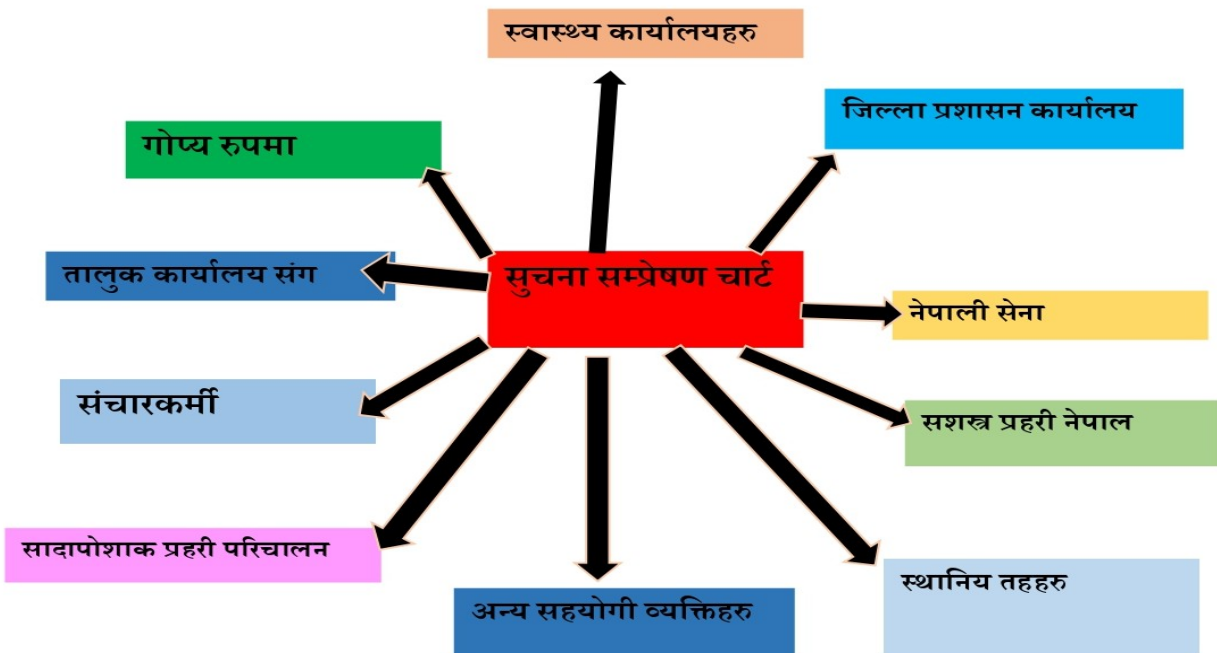 स्वास्थ्य कार्यालयहरु
जिल्ला प्रशासन कार्यालय
गोप्य रुपमा
तालुक कार्यालय संग
सुचना सम्प्रेषण चार्ट
नेपाली सेना
संचारकर्मी
सशस्त्र प्रहरी नेपाल
सादापोशाक प्रहरी परिचालन
स्थानिय तहहरु
अन्य सहयोगी व्यक्तिहरु